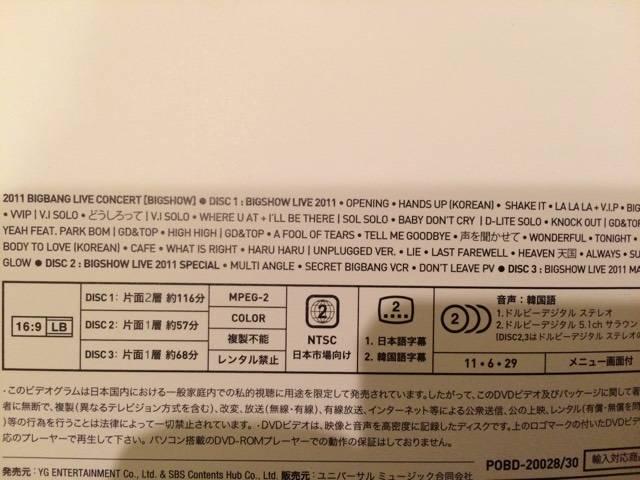 2011 BIGBANG LIVE CONCERT [BIGSHOW] ● DISC 1 : BIGSHOW LIVE 2011 • OPENING • HANDS UP (KOREAN) • SHAKE IT • LA LA LA + V.I.P • BIG
• VVIP | V.I SOLO • どうしろって | V.I SOLO • WHERE U AT + I'LL BE THERE | SOL SOLO • BABY DON'T CRY | D-LITE SOLO • KNOCK OUT | GD&TOP
YEAH FEAT. PARK BOM | GD&TOP • HIGH HIGH | GD&TOP • A FOOL OF TEARS • TELL ME GOODBYE • 声を聞かせて • WONDERFUL • TONIGHT •
BODY TO LOVE (KOREAN) • CAFE • WHAT IS RIGHT • HARU HARU | UNPLUGGED VER. • LIE • LAST FAREWELL • HEAVEN 天国 • ALWAYS • SU
GLOW ● DISC 2 : BIGSHOW LIVE 2011 SPECIAL • MULTI ANGLE • SECRET BIGBANG VCR • DON'T LEAVE PV ● DISC 3 : BIGSHOW LIVE 2011 MA
16:9 LB
DISC 1: 片面2層 約116分
DISC 2: 片面1層 約57分
DISC 3: 片面1層 約68分
MPEG-2
COLOR
複製不能
レンタル禁止
2
NTSC
日本市場向け
2
1. 日本語字幕
2. 韓国語字幕
2
音声：韓国語
1.ドルビーデジタル ステレオ
2.ドルビーデジタル 5.1ch サラウン
(DISC2,3はドルビーデジタル ステレオの
11・6・29
メニュー画面付
・このビデオグラムは日本国内における一般家庭内での私的視聴に用途を限定して発売されています。したがって、このDVDビデオ及びパッケージに関して著
者に無断で、複製(異なるテレビジョン方式を含む)、改変、放送(無線・有線)、有線放送、インターネット等による公衆送信、公の上映、レンタル(有償・無償を問
)等の行為を行うことは法律によって一切禁止されています。・DVDビデオは、映像と音声を高密度に記録したディスクです。上のロゴマークの付いたDVDビデ
応のプレーヤーで再生して下さい。パソコン搭載のDVD-ROMプレーヤーでの動作の保証はしておりません。
POBD-20028/30
輸入対応商
発売元：YG ENTERTAINMENT Co., Ltd. & SBS Contents Hub Co., Ltd. 販売元：ユニバーサル ミュージック合同会社